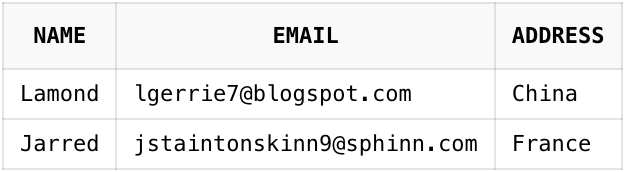 NAME EMAIL ADDRESS
Lamond lgerrie7@blogspot.com China
Jarred jstaintonskinn9@sphinn.com France